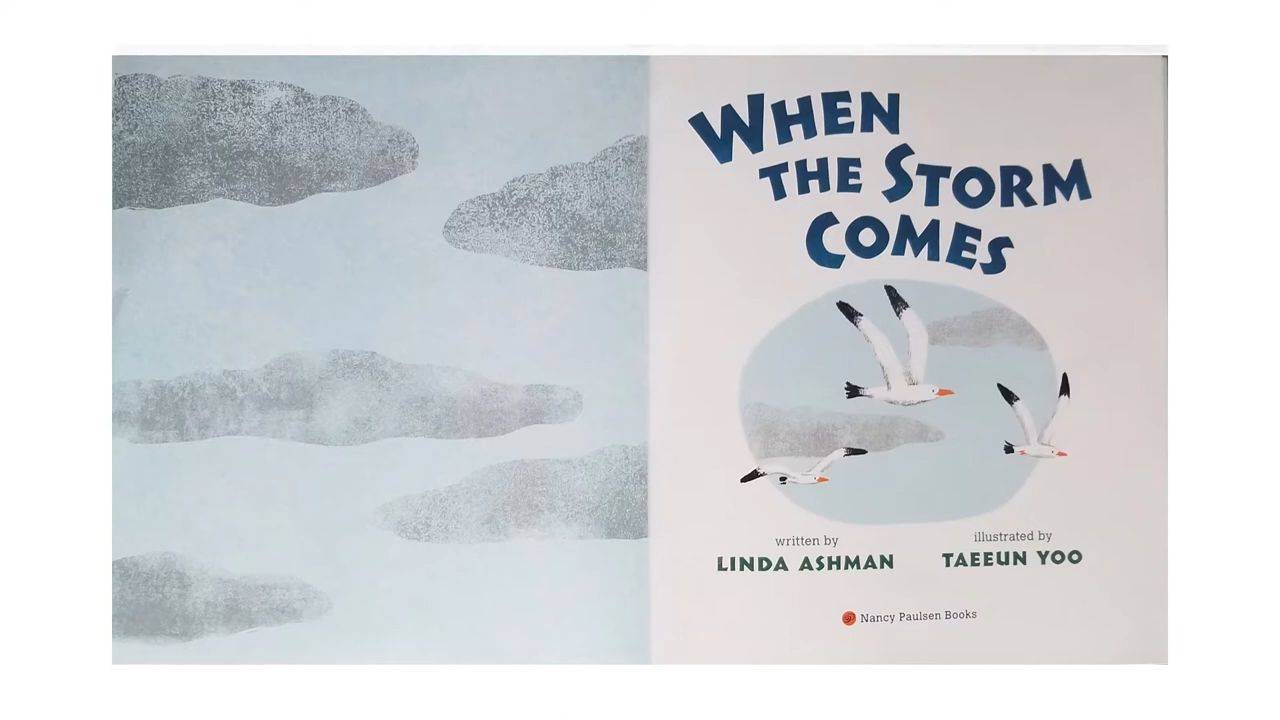 WHEN
THE STORM
COMES
written by
LINDA ASHMAN
illustrated by
TAEEUN YOO
Nancy Paulsen Books